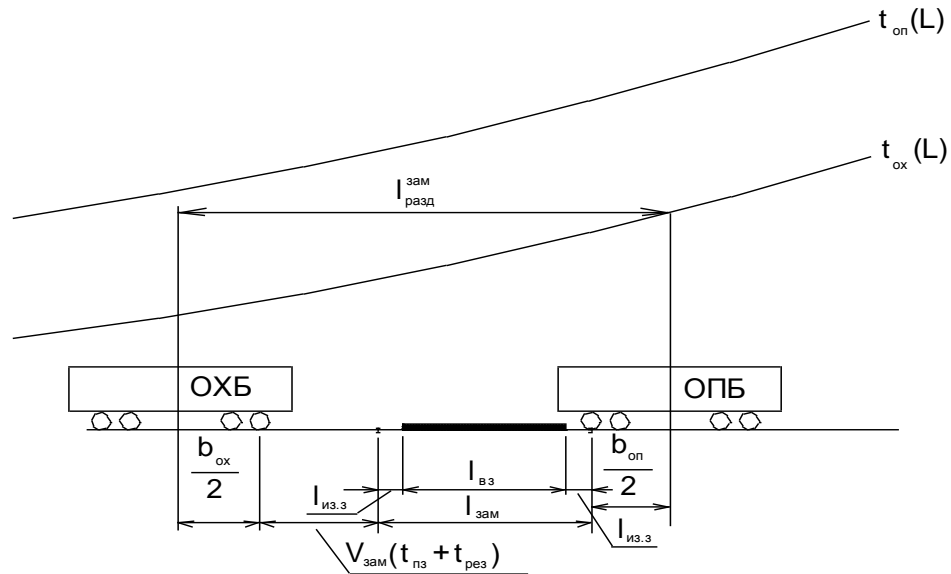 t оп (L)
t ох (L)
l зам разд
ОХБ
ОПБ
b ох / 2
b оп / 2
l вз
l из.з
l зам
l из.з
V зам ( t пз + t рез )